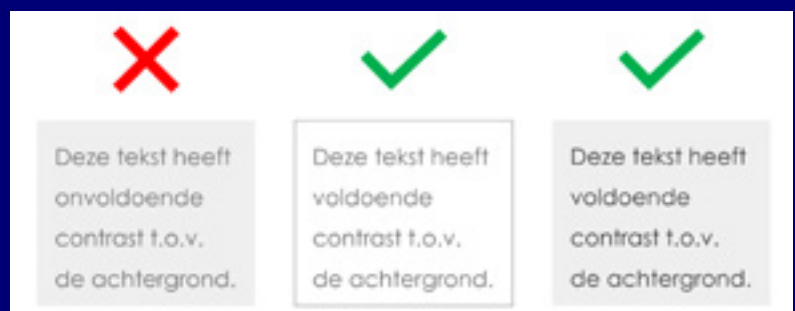 Deze tekst heeft
onvoldoende
contrast t.o.v.
de achtergrond.
Deze tekst heeft
voldoende
contrast t.o.v.
de achtergrond.
Deze tekst heeft
voldoende
contrast t.o.v.
de achtergrond.